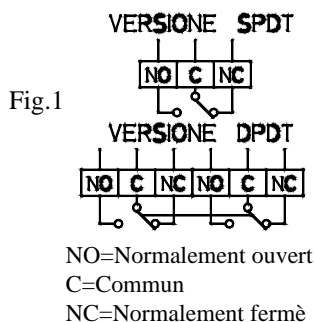 VERSIONE SPDT
NO C NC
Fig.1
VERSIONE DPDT
NO C NC NO C NC
NO=Normalement ouvert
C=Commun
NC=Normalement fermè